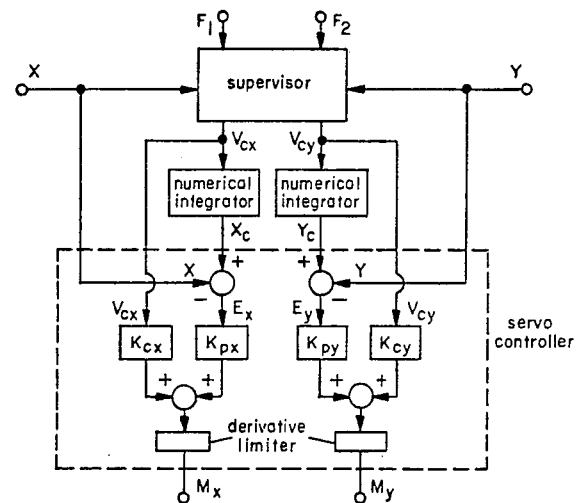 F1 F2
X Y
supervisor
Vcx Vcy
numerical integrator numerical integrator
Xc Yc
+ +
X Y
− −
Vcx Ex Ey Vcy
Kcx Kpx Kpy Kcy
servo controller
+ + + +
derivative limiter
Mx My